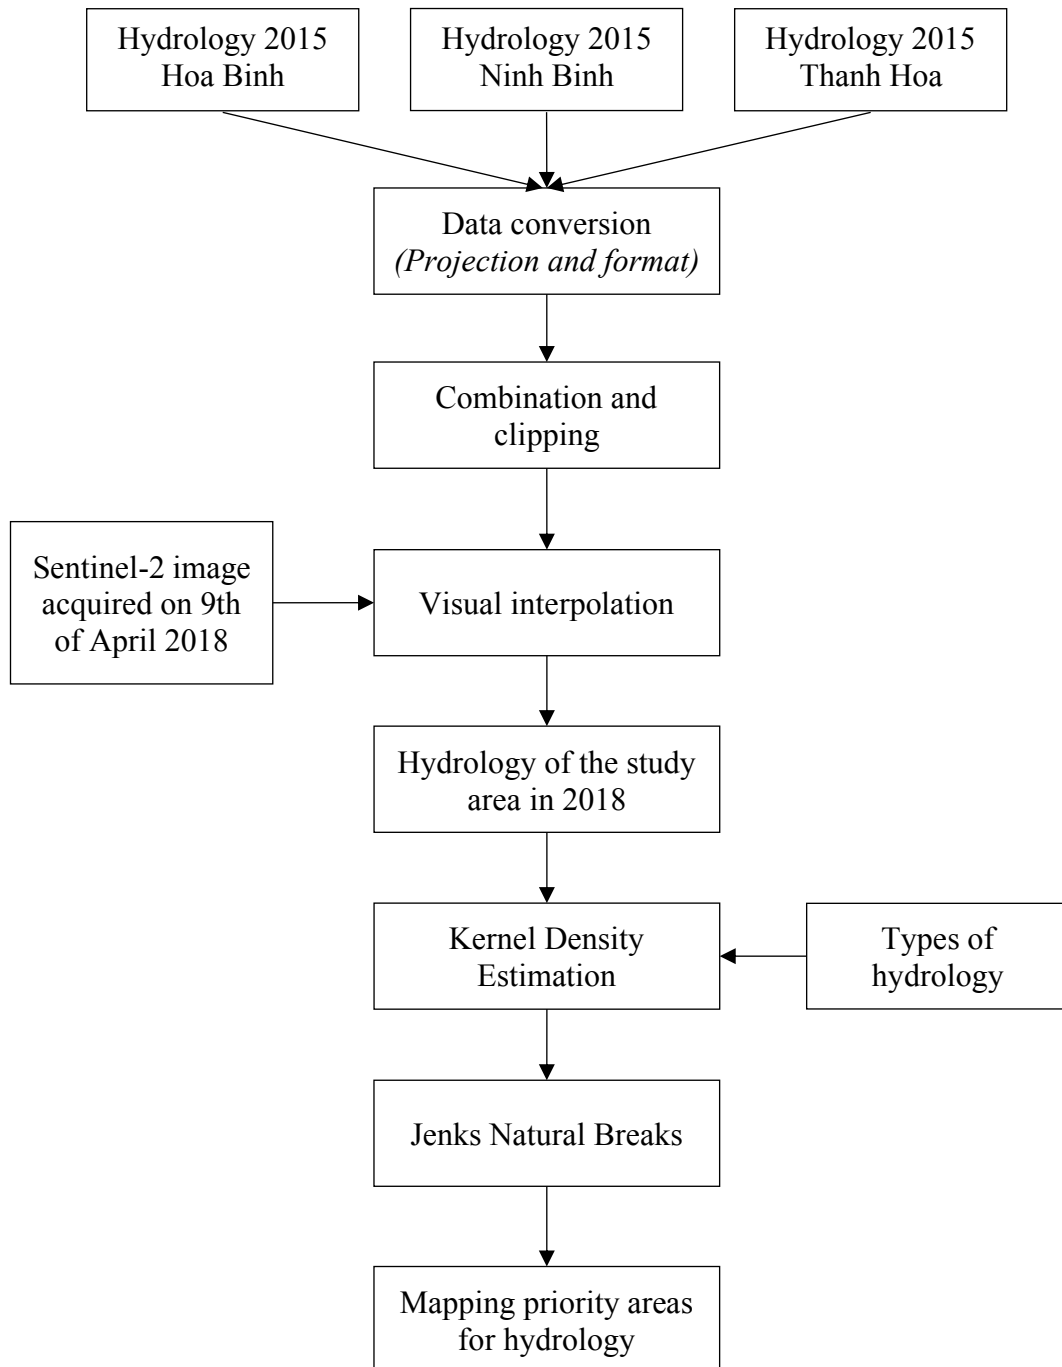 Hydrology 2015
Hoa Binh
Hydrology 2015
Ninh Binh
Hydrology 2015
Thanh Hoa
Data conversion
(Projection and format)
Combination and
clipping
Sentinel-2 image
acquired on 9th
of April 2018
Visual interpolation
Hydrology of the study
area in 2018
Kernel Density
Estimation
Types of
hydrology
Jenks Natural Breaks
Mapping priority areas
for hydrology